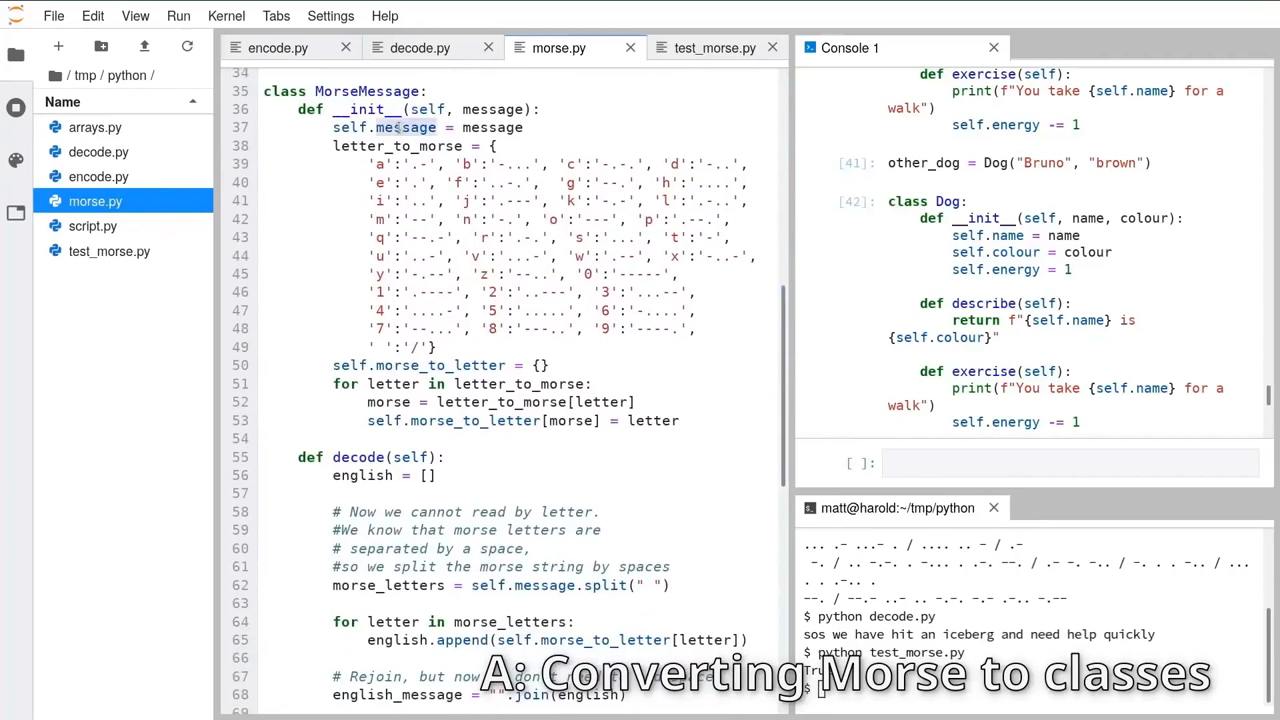 File Edit View Run Kernel Tabs Settings Help
/ tmp / python /
Name
arrays.py
decode.py
encode.py
morse.py
script.py
test_morse.py
encode.py
decode.py
morse.py
test_morse.py
34
35 class MorseMessage:
36 def __init__(self, message):
37 self.message = message
38 letter_to_morse = {
39 'a':'.-', 'b':'-...', 'c':'-.-.', 'd':'-..',
40 'e':'.', 'f':'..-.', 'g':'--.', 'h':'....',
41 'i':'..', 'j':'.---', 'k':'-.-', 'l':'.-..',
42 'm':'--', 'n':'-.', 'o':'---', 'p':'.--.',
43 'q':'--.-', 'r':'.-.', 's':'...', 't':'-',
44 'u':'..-', 'v':'...-', 'w':'.--', 'x':'-..-',
45 'y':'-.--', 'z':'--..', '0':'-----',
46 '1':'.----', '2':'..---', '3':'...--',
47 '4':'....-', '5':'.....', '6':'-....',
48 '7':'--...', '8':'---..', '9':'----.',
49 ' ':'/'}
50 self.morse_to_letter = {}
51 for letter in letter_to_morse:
52 morse = letter_to_morse[letter]
53 self.morse_to_letter[morse] = letter
54
55 def decode(self):
56 english = []
57
58 # Now we cannot read by letter.
59 #We know that morse letters are
60 # separated by a space,
61 #so we split the morse string by spaces
62 morse_letters = self.message.split(" ")
63
64 for letter in morse_letters:
65 english.append(self.morse_to_letter[letter])
66
67 # Rejoin, but now
68 english_message = "".join(english)
69
Console 1
def exercise(self):
print(f"You take {self.name} for a
walk")
self.energy -= 1
[41]: other_dog = Dog("Bruno", "brown")
[42]: class Dog:
def __init__(self, name, colour):
self.name = name
self.colour = colour
self.energy = 1
def describe(self):
return f"{self.name} is
{self.colour}"
def exercise(self):
print(f"You take {self.name} for a
walk")
self.energy -= 1
[ ]:
matt@harold:~/tmp/python
... .- ...- . / .... .. - / .-
-. / .. -.-. . -... . .-. --. / .- -. -.. / -. . . -.. / ...
. . .-.. .
--. / --.- ..- .. -.-. -.- .-.. -.--
$ python decode.py
sos we have hit an iceberg and need help quickly
$ python test_morse.py
$
A: Converting Morse to classes